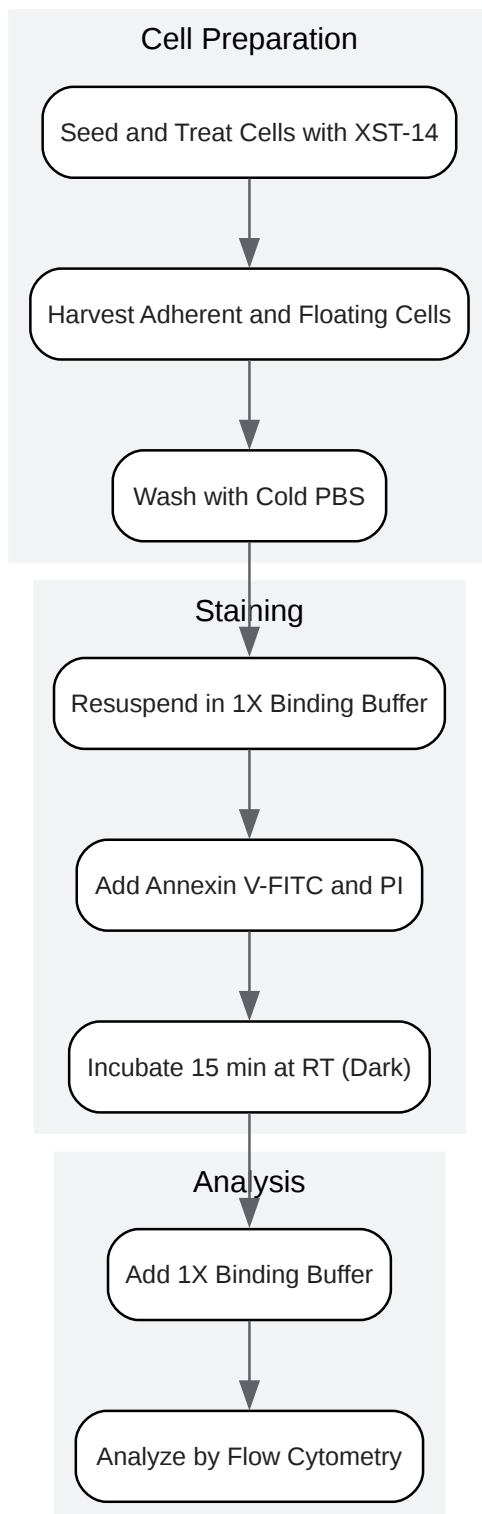 Cell Preparation
Seed and Treat Cells with XST-14
Harvest Adherent and Floating Cells
Wash with Cold PBS
Staining
Resuspend in 1X Binding Buffer
Add Annexin V-FITC and PI
Incubate 15 min at RT (Dark)
Analysis
Add 1X Binding Buffer
Analyze by Flow Cytometry